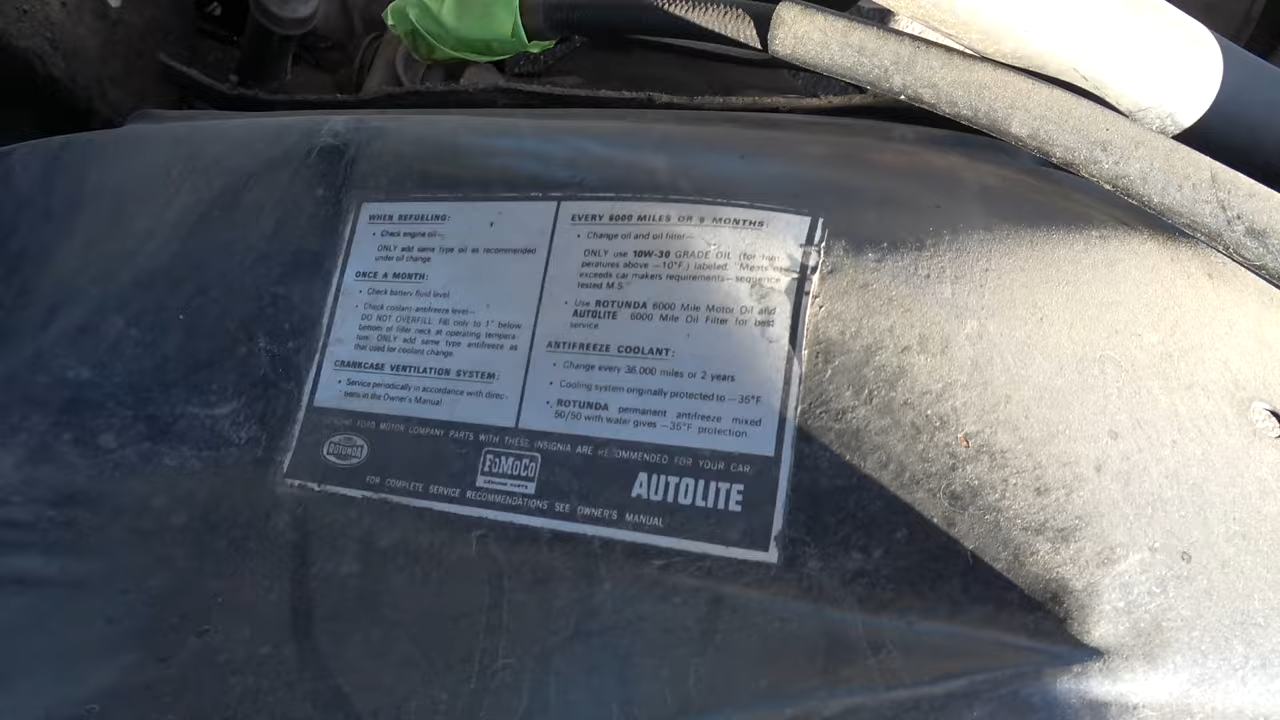 WHEN REFUELING:
• Check engine oil—
ONLY add same type oil as recommended
under oil change.
ONCE A MONTH:
• Check battery fluid level.
• Check coolant-antifreeze level—
DO NOT OVERFILL. Fill only to 1" below
bottom of filler neck at operating tempera-
ture. ONLY add same type antifreeze as
that used for coolant change.
CRANKCASE VENTILATION SYSTEM:
• Service periodically in accordance with direc-
tions in the Owner's Manual
EVERY 6000 MILES OR 6 MONTHS:
• Change oil and oil filter—
ONLY use 10W-30 GRADE OIL (for tem-
peratures above —10°F.) labeled, "Meets or
exceeds car makers requirements—sequence
tested M.S."
• Use ROTUNDA 6000 Mile Motor Oil and
AUTOLITE 6000 Mile Oil Filter for best
service.
ANTIFREEZE COOLANT:
• Change every 36,000 miles or 2 years
• Cooling system originally protected to —35°F.
• ROTUNDA permanent antifreeze mixed
50/50 with water gives —35°F protection.
FORD MOTOR COMPANY PARTS WITH THESE INSIGNIA ARE RECOMMENDED FOR YOUR CAR.
ROTUNDA
FoMoCo
GENUINE PARTS
AUTOLITE
FOR COMPLETE SERVICE RECOMMENDATIONS SEE OWNER'S MANUAL